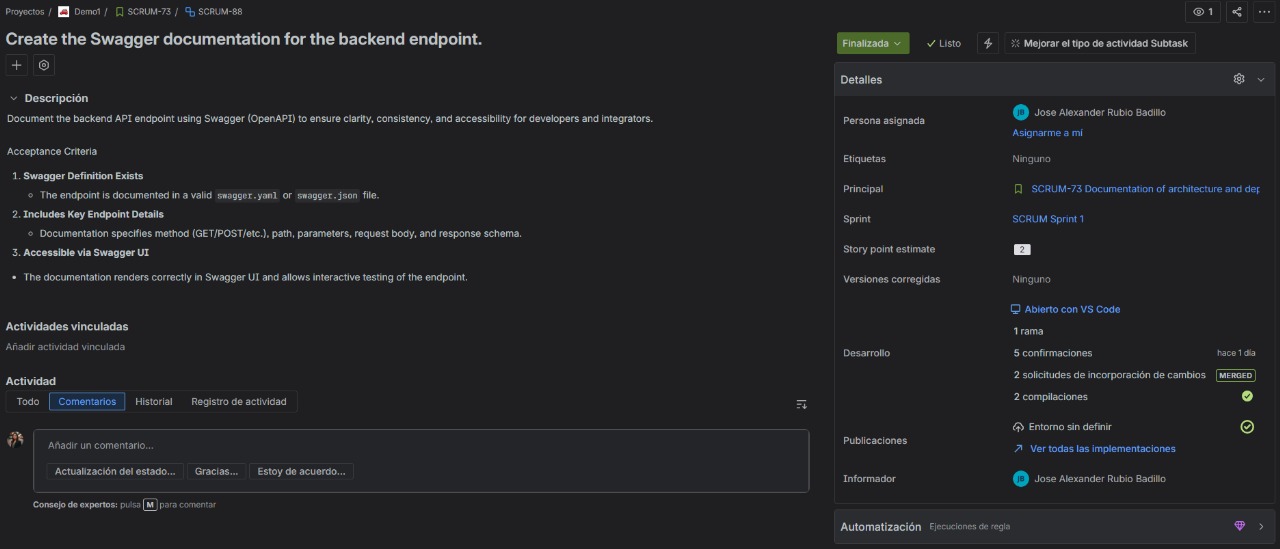 Proyectos / Demo1 / SCRUM-73 / SCRUM-88
1
Create the Swagger documentation for the backend endpoint.
Finalizada
Listo
Mejorar el tipo de actividad Subtask
Descripción
Document the backend API endpoint using Swagger (OpenAPI) to ensure clarity, consistency, and accessibility for developers and integrators.
Acceptance Criteria
1. Swagger Definition Exists
The endpoint is documented in a valid swagger.yaml or swagger.json file.
2. Includes Key Endpoint Details
Documentation specifies method (GET/POST/etc.), path, parameters, request body, and response schema.
3. Accessible via Swagger UI
The documentation renders correctly in Swagger UI and allows interactive testing of the endpoint.
Actividades vinculadas
Añadir actividad vinculada
Actividad
Todo Comentarios Historial Registro de actividad
Añadir un comentario...
Actualización del estado... Gracias... Estoy de acuerdo...
Consejo de expertos: pulsa M para comentar
Detalles
Persona asignada
JB Jose Alexander Rubio Badillo
Asignarme a mí
Etiquetas
Ninguno
Principal
SCRUM-73 Documentation of architecture and dep
Sprint
SCRUM Sprint 1
Story point estimate
2
Versiones corregidas
Ninguno
Desarrollo
Abierto con VS Code
1 rama
5 confirmaciones hace 1 día
2 solicitudes de incorporación de cambios MERGED
2 compilaciones
Publicaciones
Entorno sin definir
Ver todas las implementaciones
Informador
JB Jose Alexander Rubio Badillo
Automatización Ejecuciones de regla